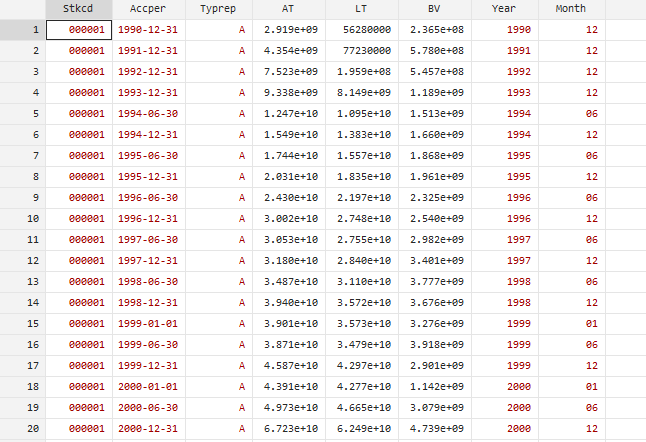 Stkcd Accper Typrep AT LT BV Year Month
1 000001 1990-12-31 A 2.919e+09 56280000 2.365e+08 1990 12
2 000001 1991-12-31 A 4.354e+09 77230000 5.780e+08 1991 12
3 000001 1992-12-31 A 7.523e+09 1.959e+08 5.457e+08 1992 12
4 000001 1993-12-31 A 9.338e+09 8.149e+09 1.189e+09 1993 12
5 000001 1994-06-30 A 1.247e+10 1.095e+10 1.513e+09 1994 06
6 000001 1994-12-31 A 1.549e+10 1.383e+10 1.660e+09 1994 12
7 000001 1995-06-30 A 1.744e+10 1.557e+10 1.868e+09 1995 06
8 000001 1995-12-31 A 2.031e+10 1.835e+10 1.961e+09 1995 12
9 000001 1996-06-30 A 2.430e+10 2.197e+10 2.325e+09 1996 06
10 000001 1996-12-31 A 3.002e+10 2.748e+10 2.540e+09 1996 12
11 000001 1997-06-30 A 3.053e+10 2.755e+10 2.982e+09 1997 06
12 000001 1997-12-31 A 3.180e+10 2.840e+10 3.401e+09 1997 12
13 000001 1998-06-30 A 3.487e+10 3.110e+10 3.777e+09 1998 06
14 000001 1998-12-31 A 3.940e+10 3.572e+10 3.676e+09 1998 12
15 000001 1999-01-01 A 3.901e+10 3.573e+10 3.276e+09 1999 01
16 000001 1999-06-30 A 3.871e+10 3.479e+10 3.918e+09 1999 06
17 000001 1999-12-31 A 4.587e+10 4.297e+10 2.901e+09 1999 12
18 000001 2000-01-01 A 4.391e+10 4.277e+10 1.142e+09 2000 01
19 000001 2000-06-30 A 4.973e+10 4.665e+10 3.079e+09 2000 06
20 000001 2000-12-31 A 6.723e+10 6.249e+10 4.739e+09 2000 12